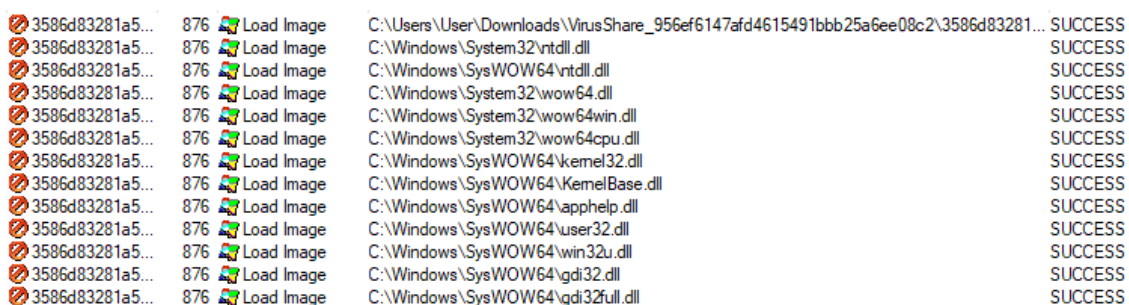 3586d83281a5... 876 Load Image C:\Users\User\Downloads\VirusShare_956ef6147afd4615491bbb25a6ee08c2\3586d83281... SUCCESS
3586d83281a5... 876 Load Image C:\Windows\System32\ntdll.dll SUCCESS
3586d83281a5... 876 Load Image C:\Windows\SysWOW64\ntdll.dll SUCCESS
3586d83281a5... 876 Load Image C:\Windows\System32\wow64.dll SUCCESS
3586d83281a5... 876 Load Image C:\Windows\System32\wow64win.dll SUCCESS
3586d83281a5... 876 Load Image C:\Windows\System32\wow64cpu.dll SUCCESS
3586d83281a5... 876 Load Image C:\Windows\SysWOW64\kernel32.dll SUCCESS
3586d83281a5... 876 Load Image C:\Windows\SysWOW64\KernelBase.dll SUCCESS
3586d83281a5... 876 Load Image C:\Windows\SysWOW64\apphelp.dll SUCCESS
3586d83281a5... 876 Load Image C:\Windows\SysWOW64\user32.dll SUCCESS
3586d83281a5... 876 Load Image C:\Windows\SysWOW64\win32u.dll SUCCESS
3586d83281a5... 876 Load Image C:\Windows\SysWOW64\gdi32.dll SUCCESS
3586d83281a5... 876 Load Image C:\Windows\SysWOW64\gdi32full.dll SUCCESS